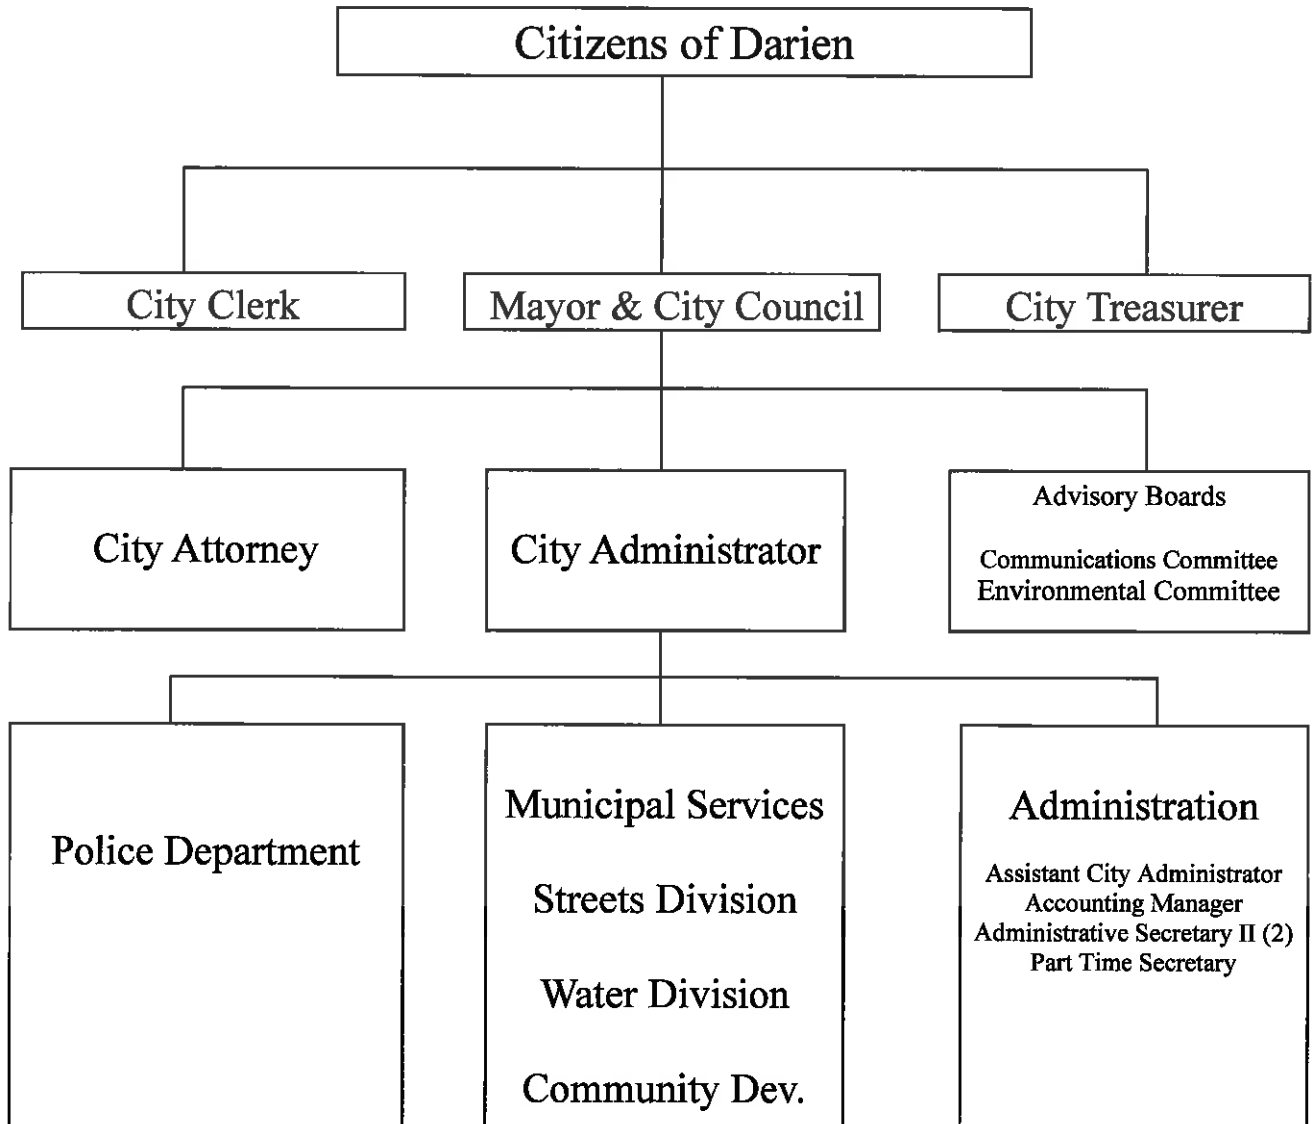 Citizens of Darien
City Clerk
Mayor & City Council
City Treasurer
City Attorney
City Administrator
Advisory Boards
Communications Committee
Environmental Committee
Police Department
Municipal Services
Streets Division
Water Division
Community Dev.
Administration
Assistant City Administrator
Accounting Manager
Administrative Secretary II (2)
Part Time Secretary